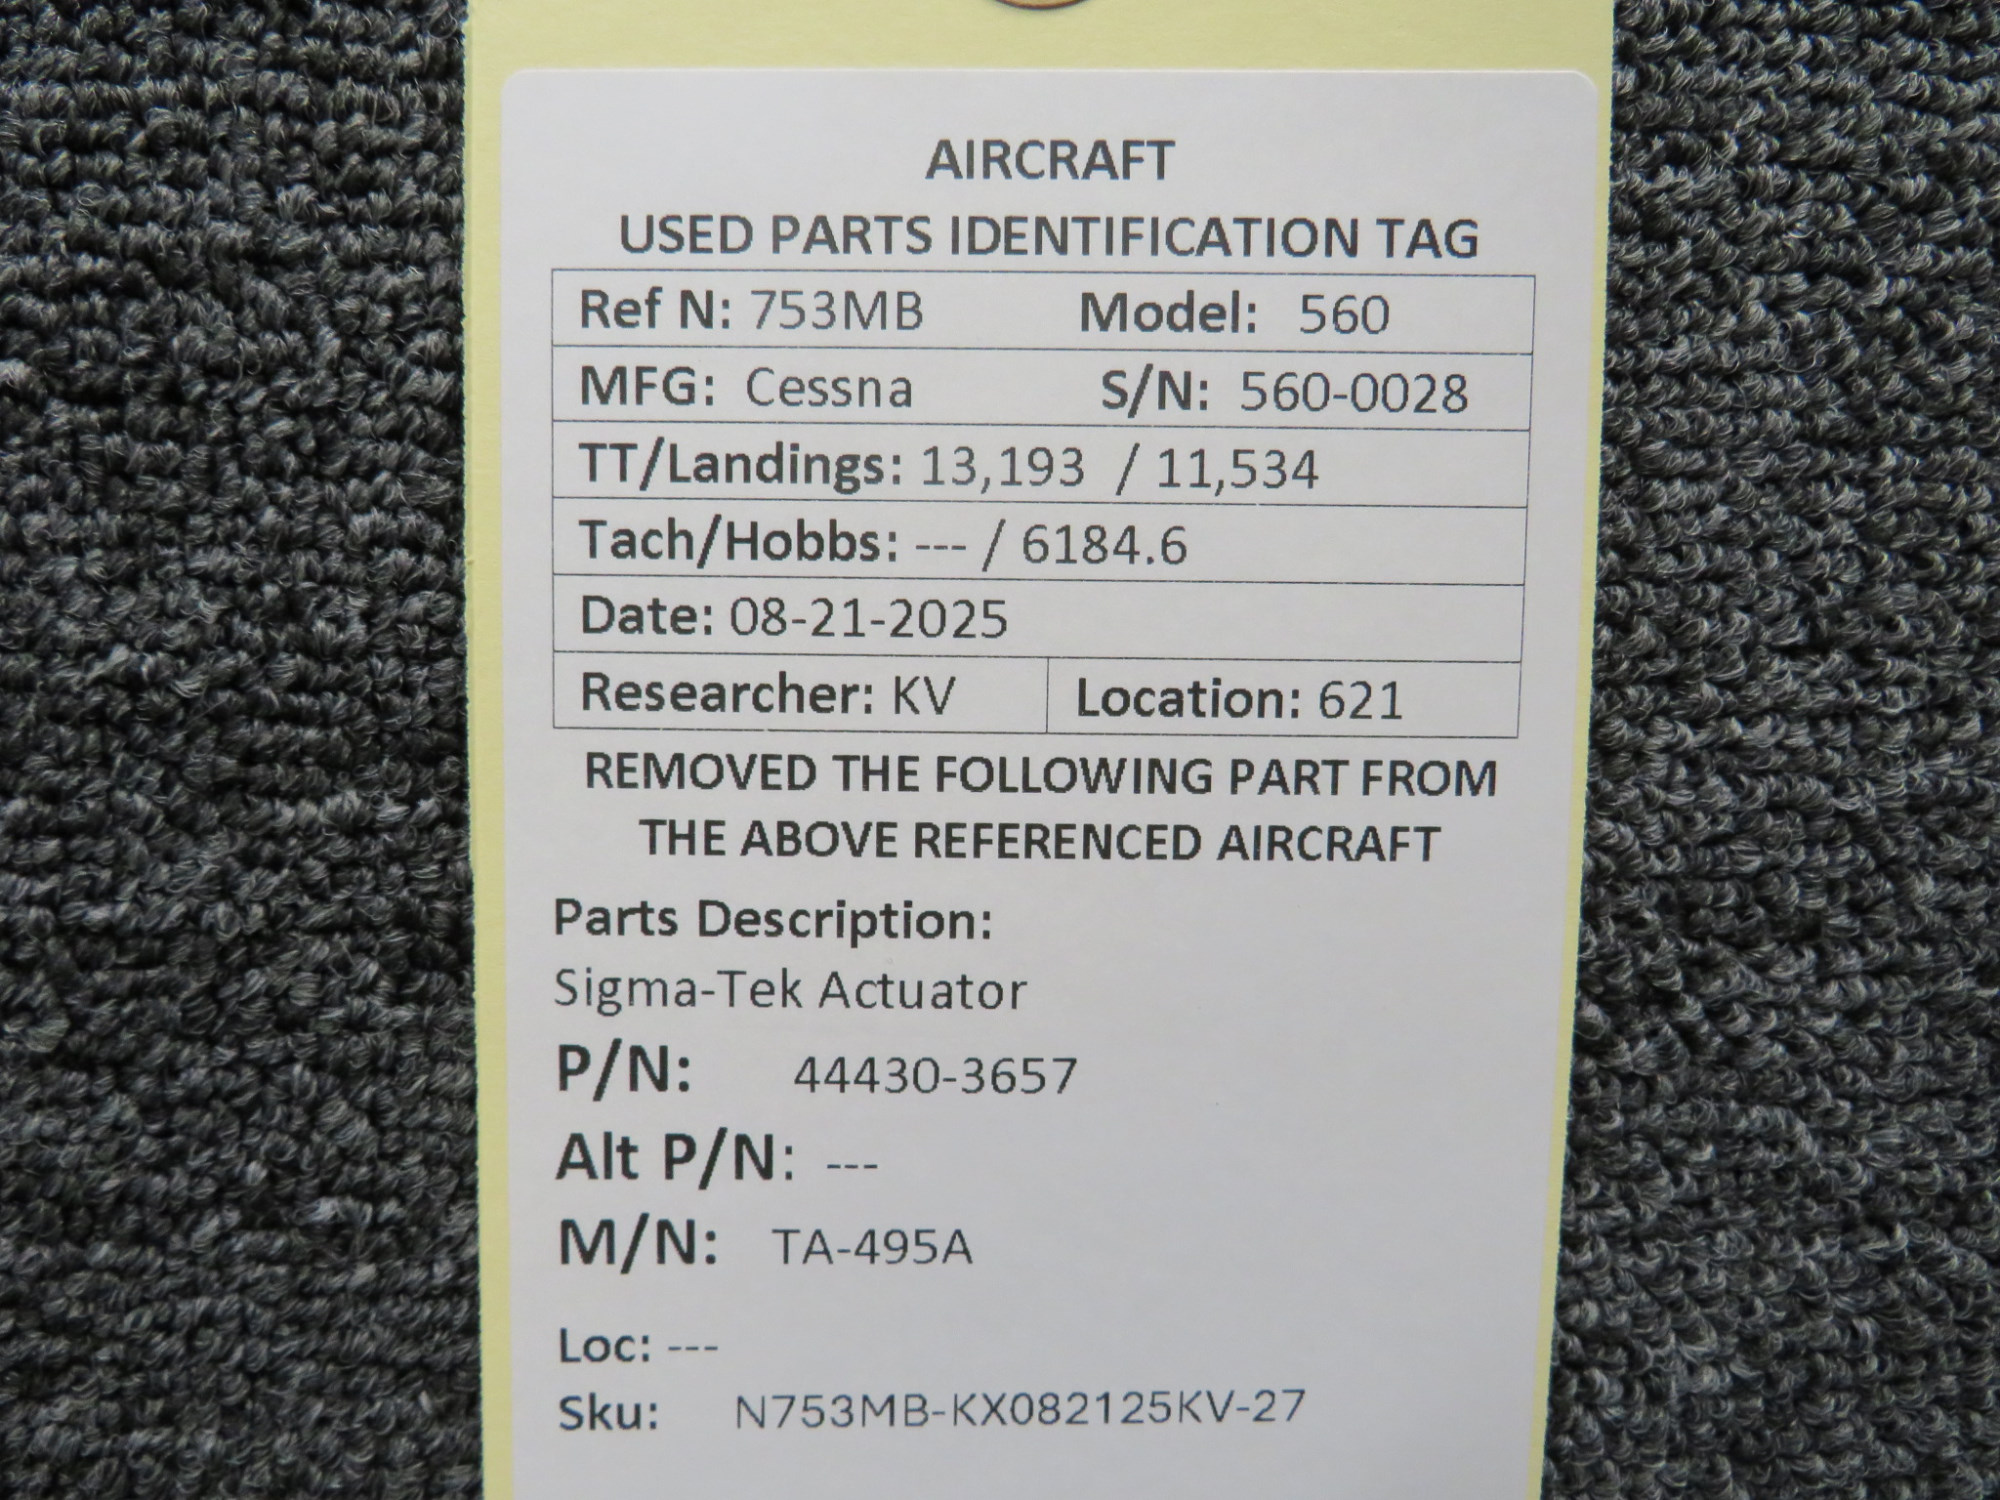 AIRCRAFT
USED PARTS IDENTIFICATION TAG
Ref N: 753MB Model: 560
MFG: Cessna S/N: 560-0028
TT/Landings: 13,193 / 11,534
Tach/Hobbs: --- / 6184.6
Date: 08-21-2025
Researcher: KV Location: 621
REMOVED THE FOLLOWING PART FROM
THE ABOVE REFERENCED AIRCRAFT
Parts Description:
Sigma-Tek Actuator
P/N: 44430-3657
Alt P/N: ---
M/N: TA-495A
Loc: ---
Sku: N753MB-KX082125KV-27